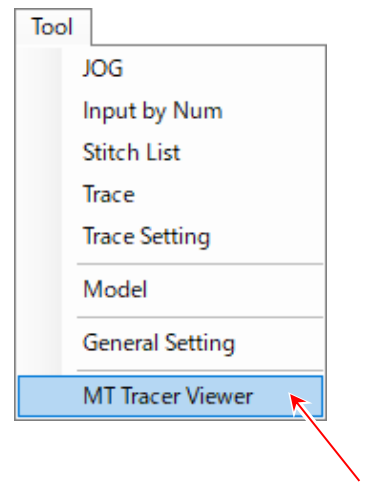 Tool
JOG
Input by Num
Stitch List
Trace
Trace Setting
Model
General Setting
MT Tracer Viewer